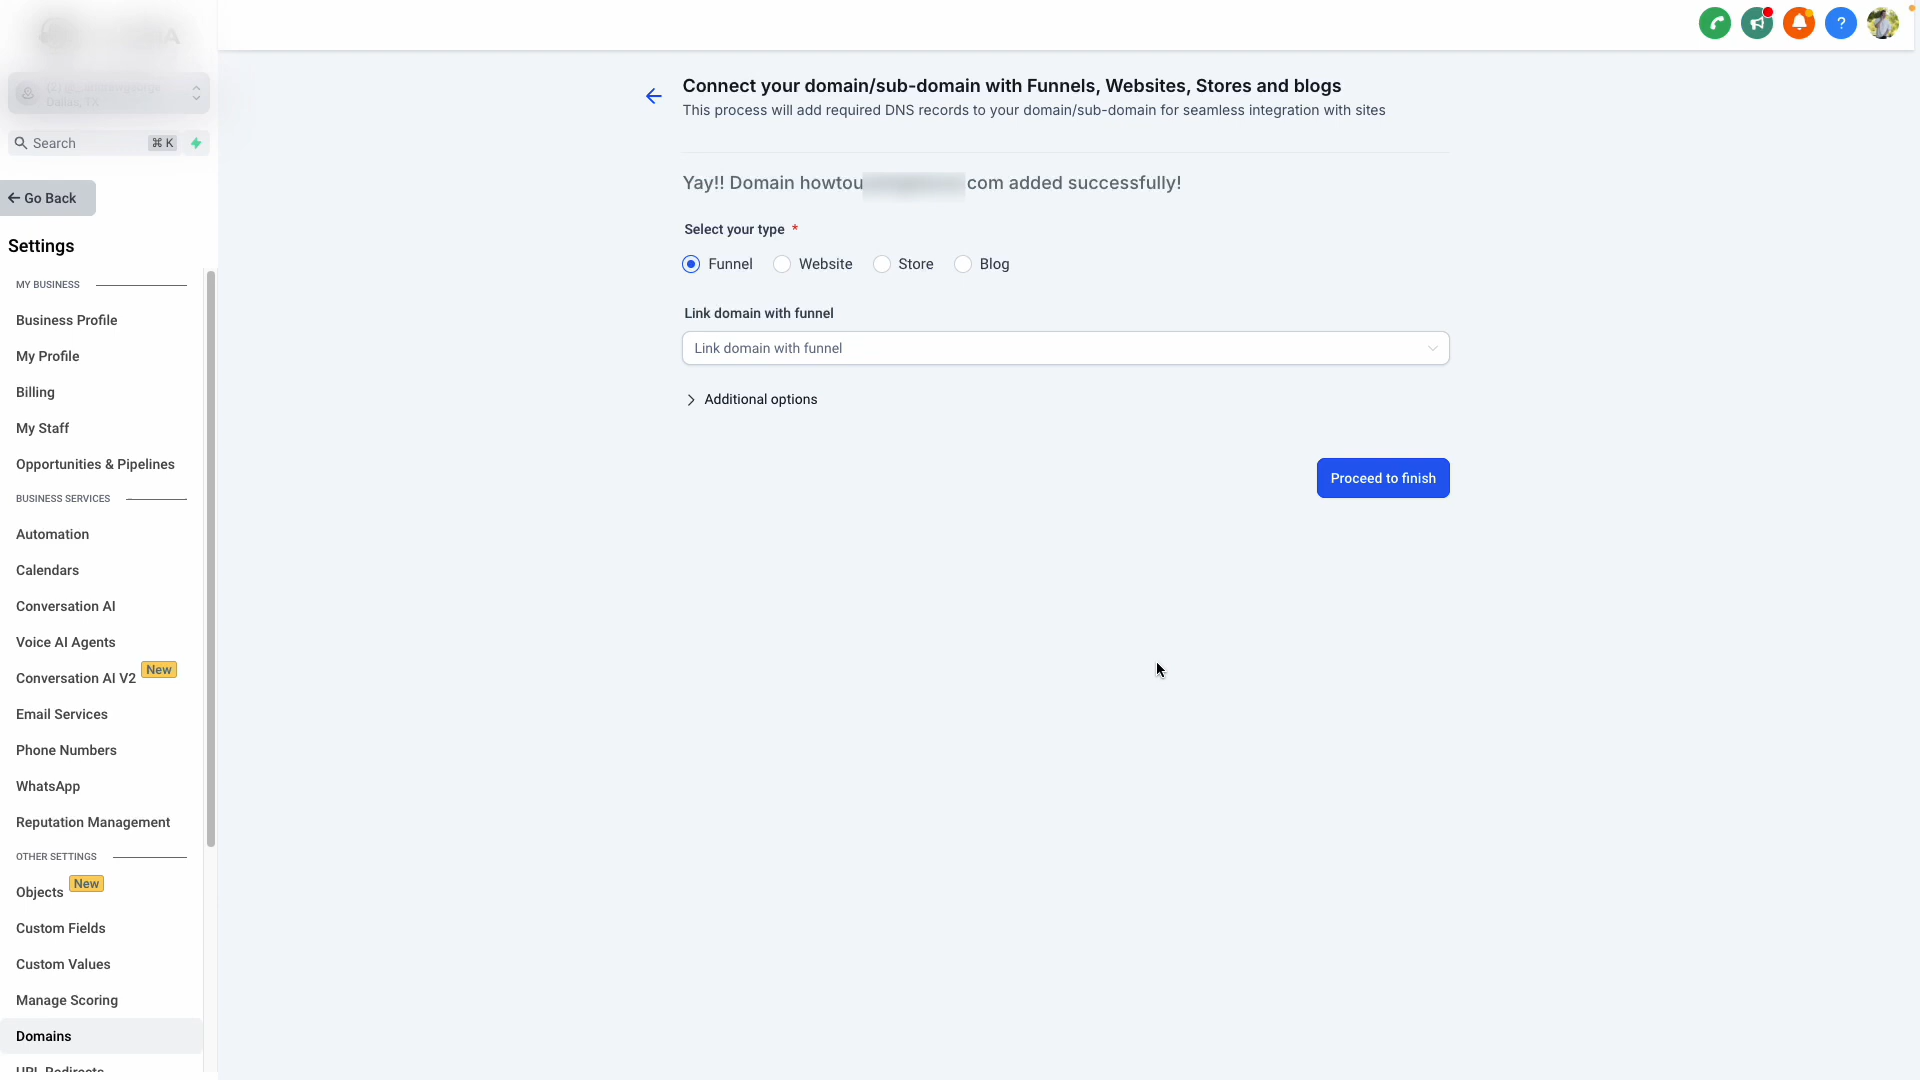 Dallas, TX
Search
⌘ K
← Go Back
Settings
MY BUSINESS
Business Profile
My Profile
Billing
My Staff
Opportunities & Pipelines
BUSINESS SERVICES
Automation
Calendars
Conversation AI
Voice AI Agents
Conversation AI V2 New
Email Services
Phone Numbers
WhatsApp
Reputation Management
OTHER SETTINGS
Objects New
Custom Fields
Custom Values
Manage Scoring
Domains
URL Redirects
?
Connect your domain/sub-domain with Funnels, Websites, Stores and blogs
This process will add required DNS records to your domain/sub-domain for seamless integration with sites
Yay!! Domain howtou com added successfully!
Select your type *
Funnel Website Store Blog
Link domain with funnel
Link domain with funnel
Additional options
Proceed to finish